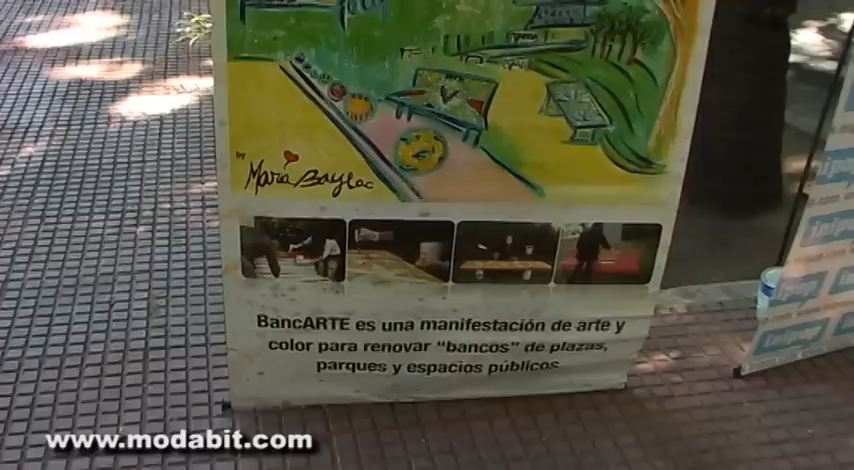 by
Mara Baylac
BancARTE es una manifestación de arte y
color para renovar "bancos" de plazas,
parques y espacios públicos
www.modabit.com